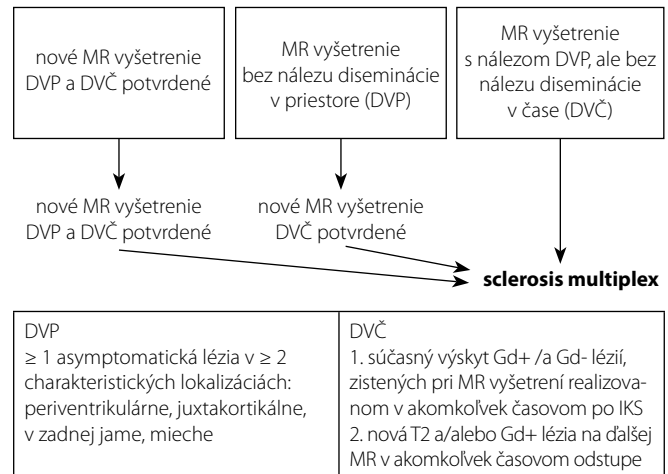 nové MR vyšetrenie
DVP a DVČ potvrdené
MR vyšetrenie
bez nálezu diseminácie
v priestore (DVP)
MR vyšetrenie
s nálezom DVP, ale bez
nálezu diseminácie
v čase (DVČ)
nové MR vyšetrenie
DVP a DVČ potvrdené
nové MR vyšetrenie
DVČ potvrdené
sclerosis multiplex
DVP
≥ 1 asymptomatická lézia v ≥ 2
charakteristických lokalizáciách:
periventrikulárne, juxtakortikálne,
v zadnej jame, mieche
DVČ
1. súčasný výskyt Gd+ /a Gd- lézií,
zistených pri MR vyšetrení realizova-
nom v akomkoľvek časovom po IKS
2. nová T2 a/alebo Gd+ lézia na ďalšej
MR v akomkoľvek časovom odstupe